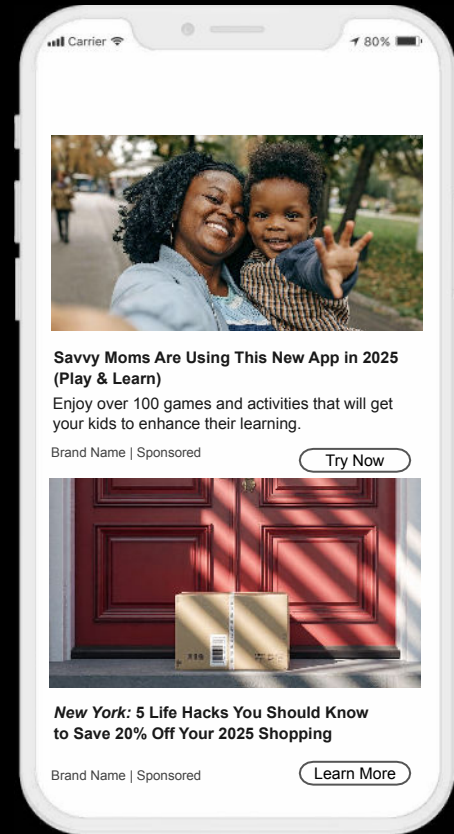 Carrier 80%
Savvy Moms Are Using This New App in 2025
(Play & Learn)
Enjoy over 100 games and activities that will get
your kids to enhance their learning.
Brand Name | Sponsored
Try Now
New York: 5 Life Hacks You Should Know
to Save 20% Off Your 2025 Shopping
Brand Name | Sponsored
Learn More